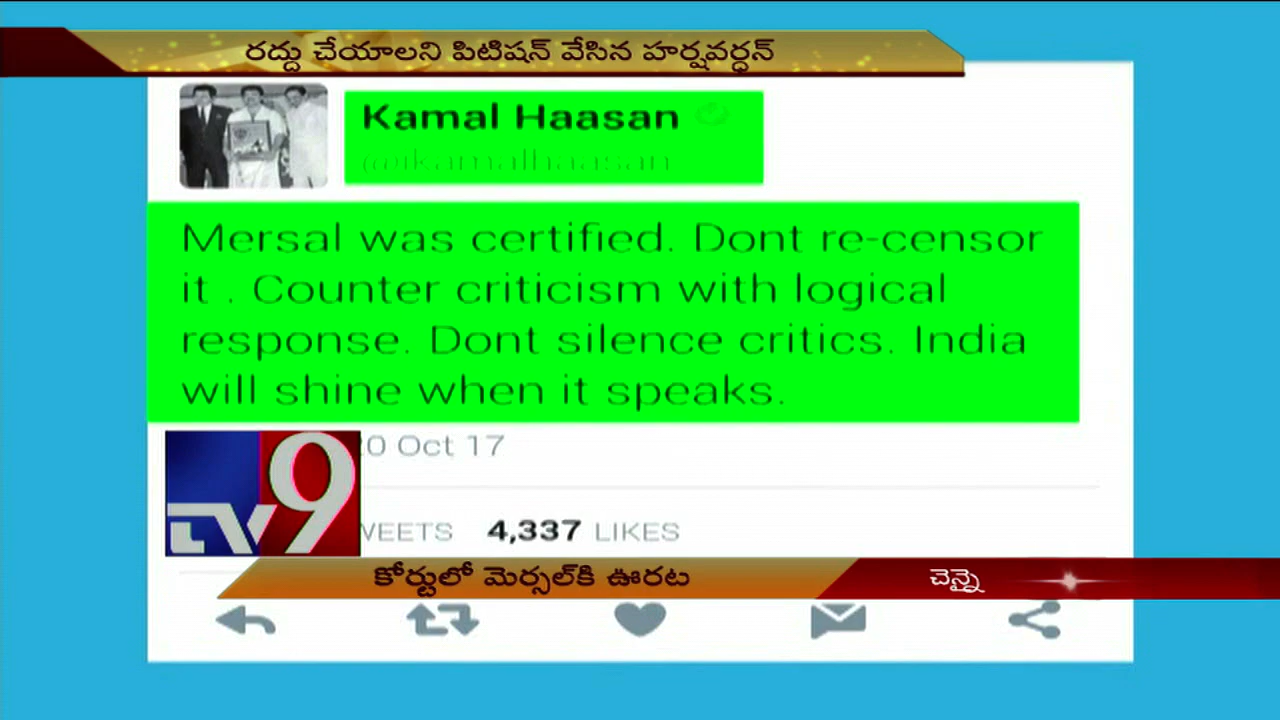 రద్దు చేయాలని పిటిషన్ వేసిన హర్షవర్ధన్
Kamal Haasan
@ikamalhaasan
Mersal was certified. Dont re-censor
it . Counter criticism with logical
response. Dont silence critics. India
will shine when it speaks.
Oct 17
4,337 LIKES
TV9
కోర్టులో మెర్సల్‌కి ఊరట
చెన్నై